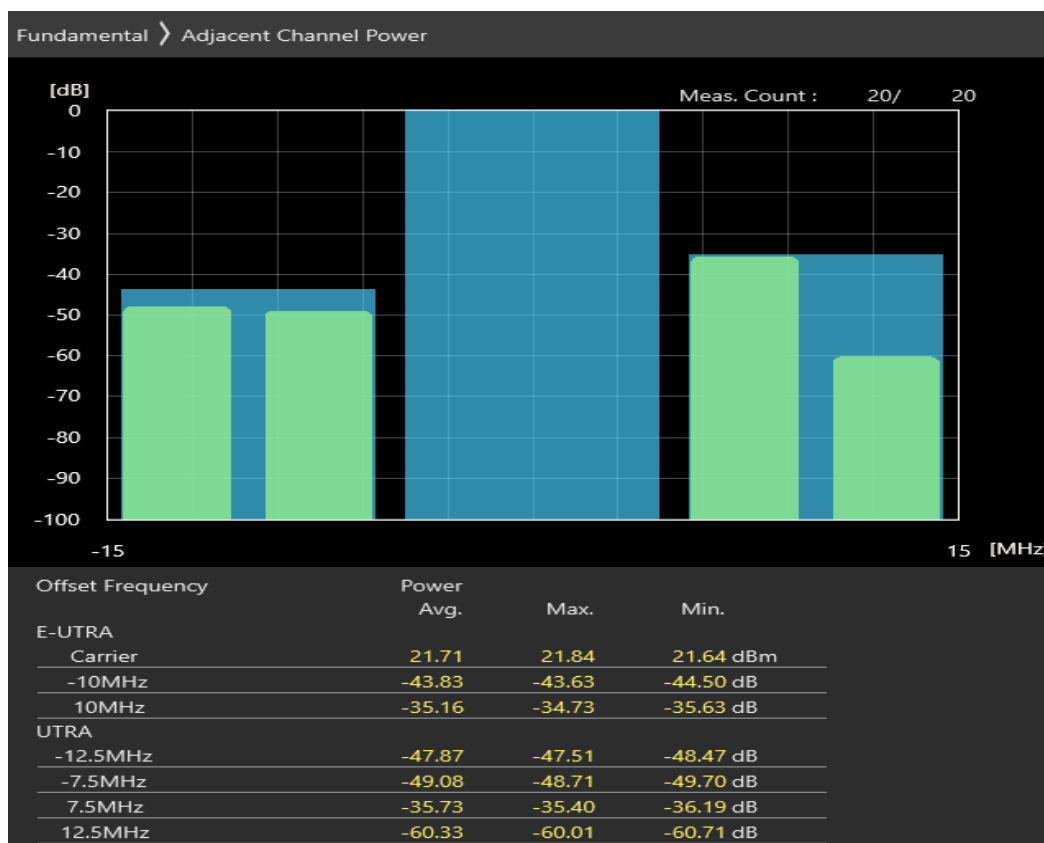 Fundamental 〉 Adjacent Channel Power
[dB]
Meas. Count : 20/ 20
0
-10
-20
-30
-40
-50
-60
-70
-80
-90
-100
-15 15 [MHz
Offset Frequency Power
Avg. Max. Min.
E-UTRA
Carrier 21.71 21.84 21.64 dBm
-10MHz -43.83 -43.63 -44.50 dB
10MHz -35.16 -34.73 -35.63 dB
UTRA
-12.5MHz -47.87 -47.51 -48.47 dB
-7.5MHz -49.08 -48.71 -49.70 dB
7.5MHz -35.73 -35.40 -36.19 dB
12.5MHz -60.33 -60.01 -60.71 dB